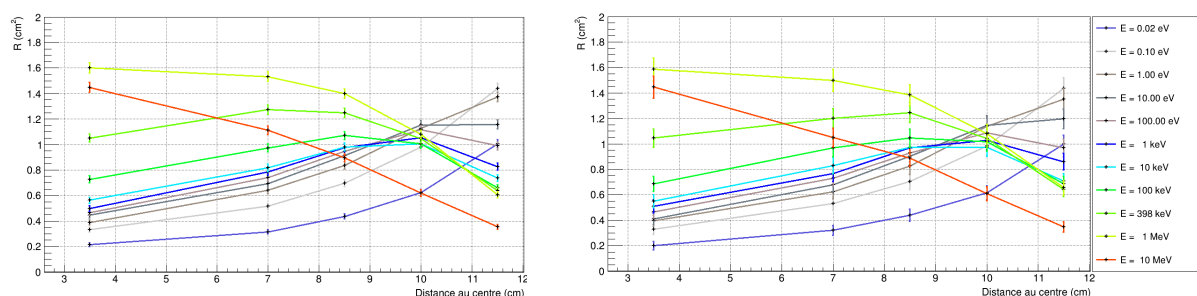 R (cm²)
2
1.8
1.6
1.4
1.2
1
0.8
0.6
0.4
0.2
0
3 4 5 6 7 8 9 10 11 12
Distance au centre (cm)
R (cm²)
2
1.8
1.6
1.4
1.2
1
0.8
0.6
0.4
0.2
0
3 4 5 6 7 8 9 10 11 12
Distance au centre (cm)
E = 0.02 eV
E = 0.10 eV
E = 1.00 eV
E = 10.00 eV
E = 100.00 eV
E = 1 keV
E = 10 keV
E = 100 keV
E = 398 keV
E = 1 MeV
E = 10 MeV